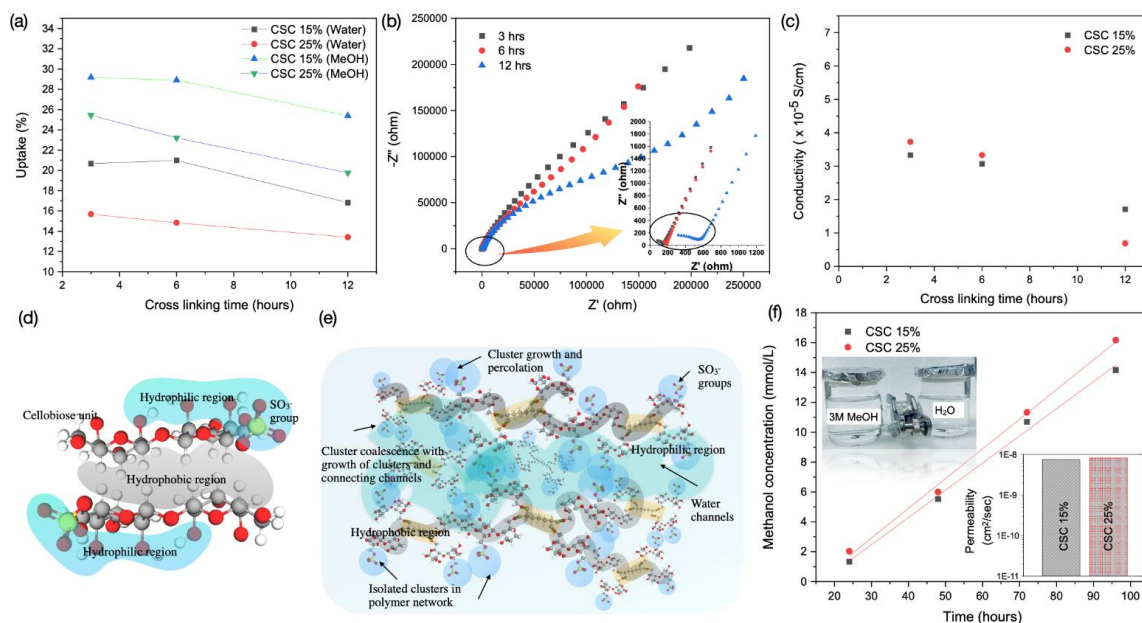 (a)
34
32
30
28
26
24
22
20
18
16
14
12
10
2
4
6
8
10
12
Uptake (%)
Cross linking time (hours)
CSC 15% (Water)
CSC 25% (Water)
CSC 15% (MeOH)
CSC 25% (MeOH)
(b)
250000
200000
150000
100000
50000
0
0
50000
100000
150000
200000
250000
-Z" (ohm)
Z' (ohm)
3 hrs
6 hrs
12 hrs
2000
1800
1600
1400
1200
1000
800
600
400
200
0
0
200
400
600
800
1000
1200
Z" (ohm)
Z' (ohm)
(c)
7
6
5
4
3
2
1
0
0
2
4
6
8
10
12
Conductivity ( x 10-5 S/cm)
Cross linking time (hours)
CSC 15%
CSC 25%
(d)
Hydrophilic region
Cellobiose unit
SO3-
group
Hydrophobic region
Hydrophilic region
(e)
Cluster growth and
percolation
SO3-
groups
Cluster coalescence with
growth of clusters and
connecting channels
Hydrophilic region
Water
channels
Hydrophobic region
Isolated clusters in
polymer network
(f)
18
16
14
12
10
8
6
4
2
0
20
30
40
50
60
70
80
90
100
Methanol concentration (mmol/L)
Time (hours)
CSC 15%
CSC 25%
3M MeOH
H2O
1E-8
1E-9
1E-10
1E-11
Permeability
(cm2/sec)
CSC 15%
CSC 25%